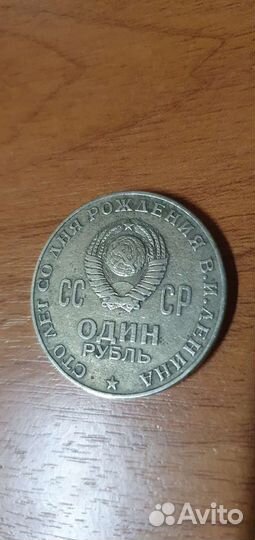 СТО ЛЕТ СО ДНЯ РОЖДЕНИЯ В.И.ЛЕНИНА
СС СР
ОДИН
РУБЛЬ
Avito